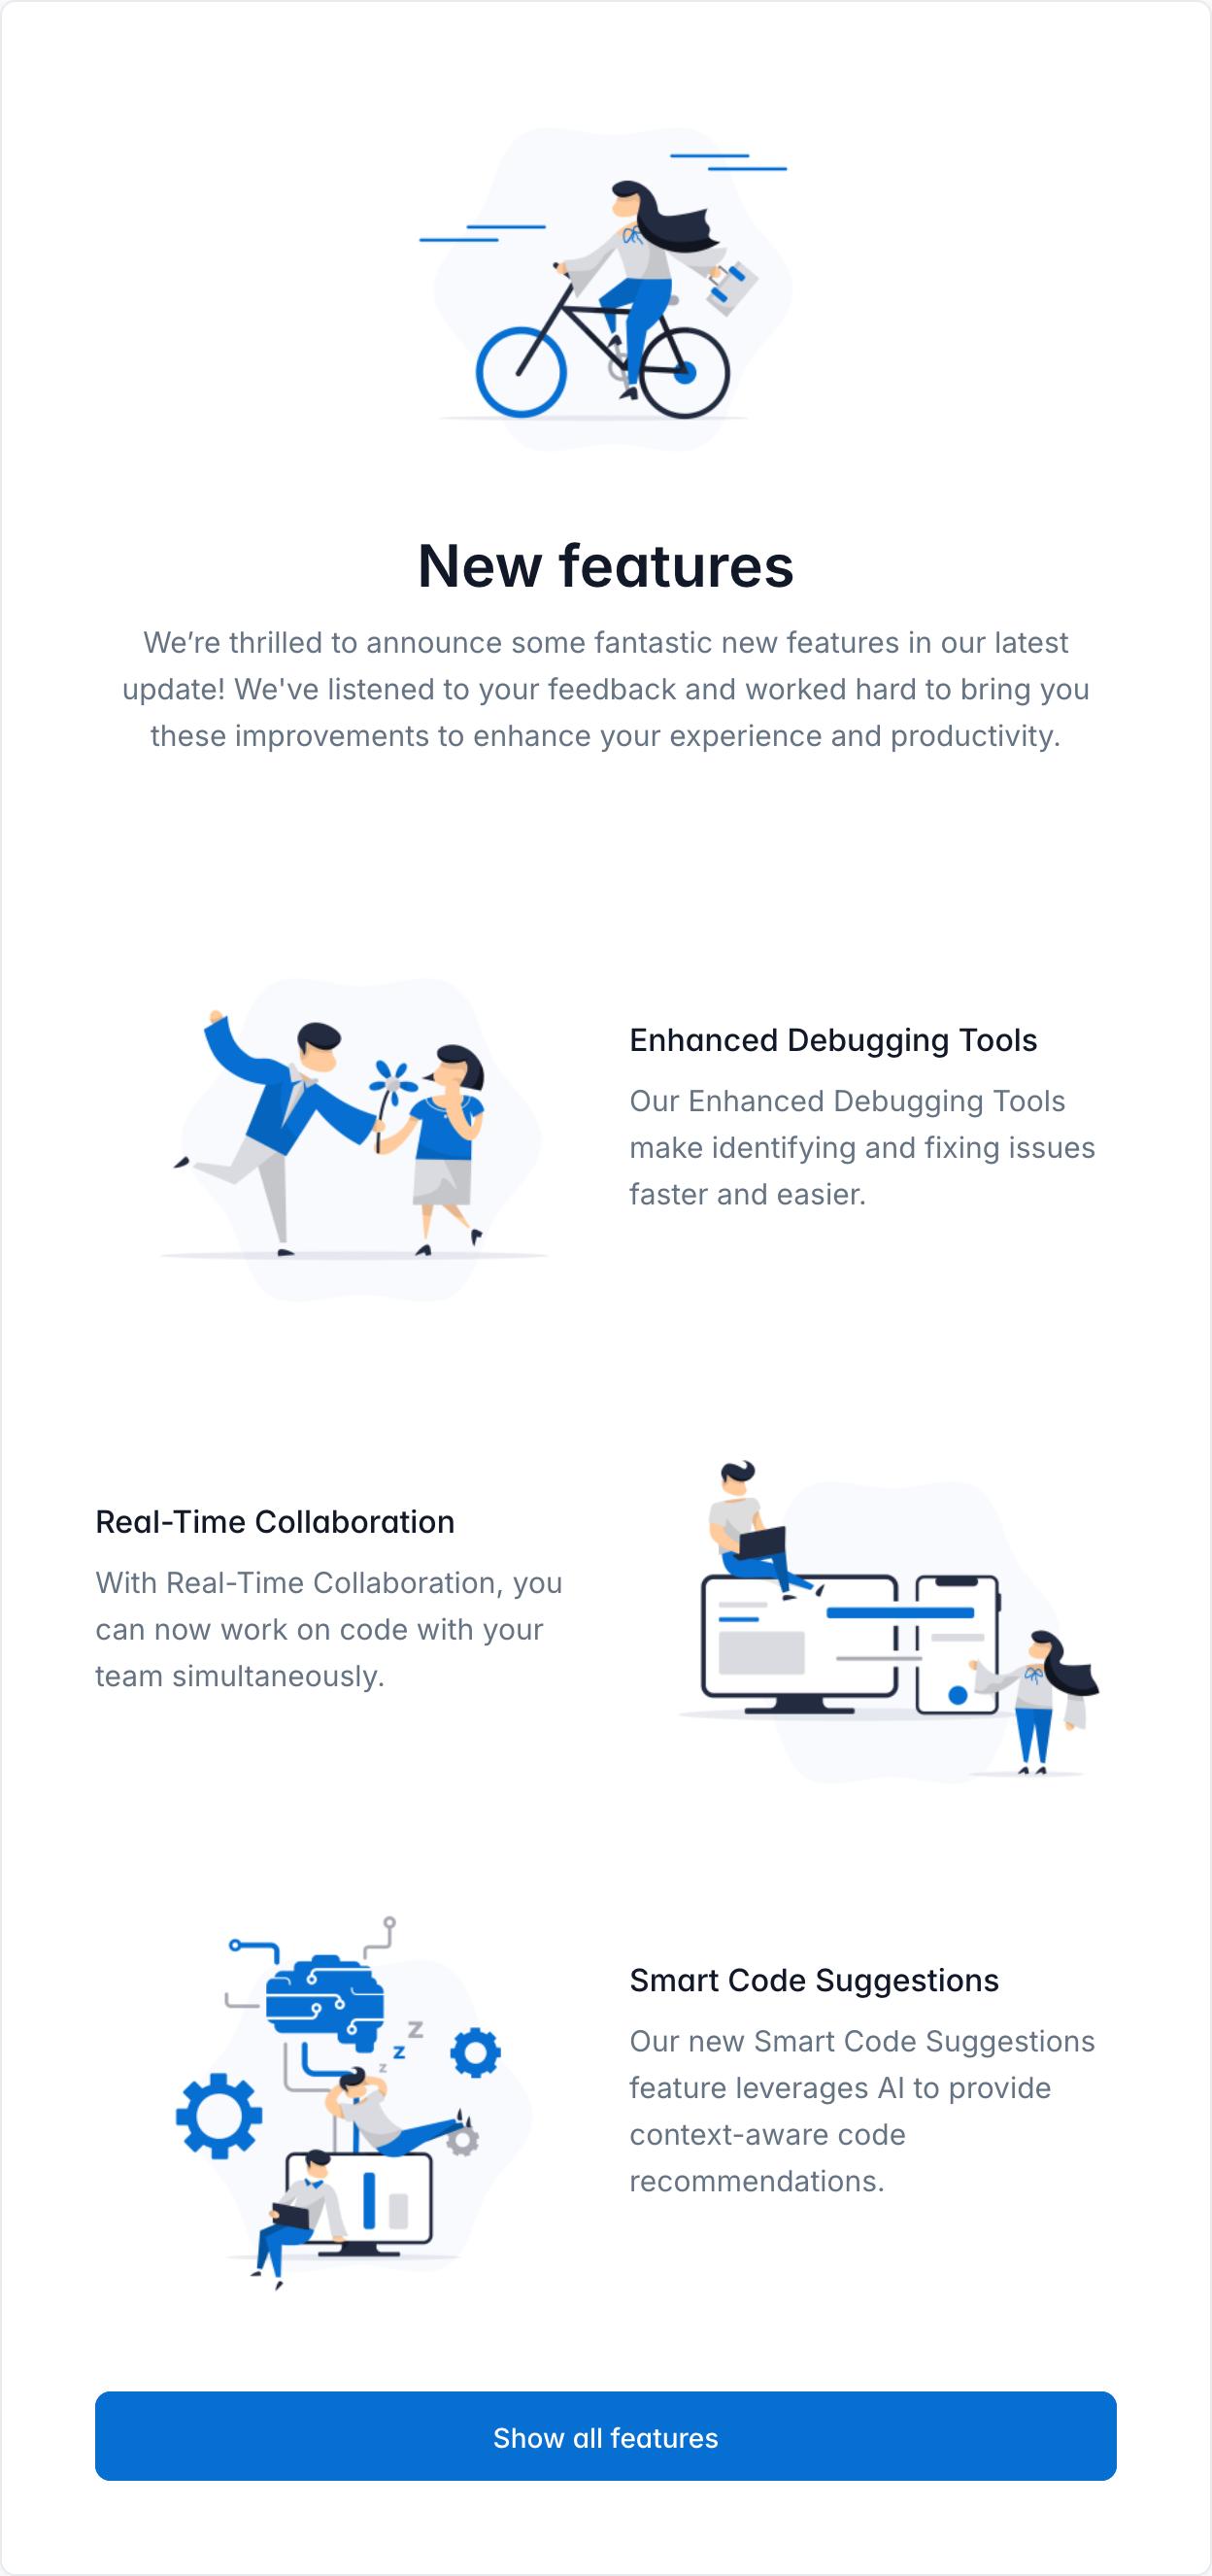 New features
We’re thrilled to announce some fantastic new features in our latest
update! We've listened to your feedback and worked hard to bring you
these improvements to enhance your experience and productivity.
Enhanced Debugging Tools
Our Enhanced Debugging Tools
make identifying and fixing issues
faster and easier.
Real-Time Collaboration
With Real-Time Collaboration, you
can now work on code with your
team simultaneously.
z
z
z
Smart Code Suggestions
Our new Smart Code Suggestions
feature leverages AI to provide
context-aware code
recommendations.
Show all features